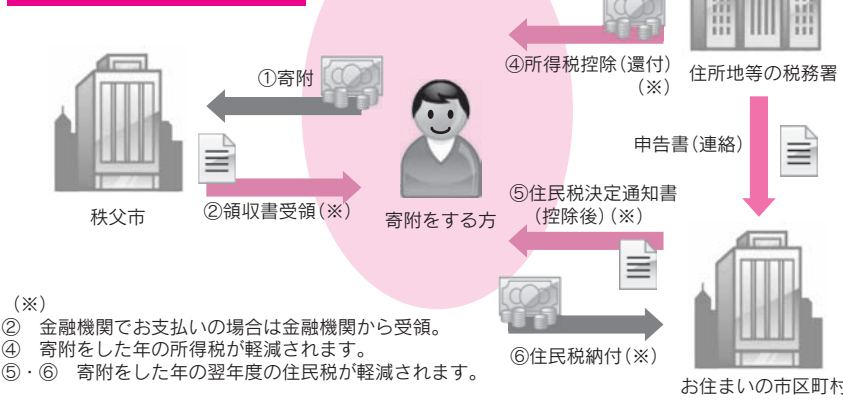 ①寄附
④所得税控除(還付)
(※)
住所地等の税務署
申告書(連絡)
秩父市
②領収書受領(※)
寄附をする方
⑤住民税決定通知書
(控除後)(※)
⑥住民税納付(※)
お住まいの市区町村
(※)
② 金融機関でお支払いの場合は金融機関から受領。
④ 寄附をした年の所得税が軽減されます。
⑤・⑥ 寄附をした年の翌年度の住民税が軽減されます。